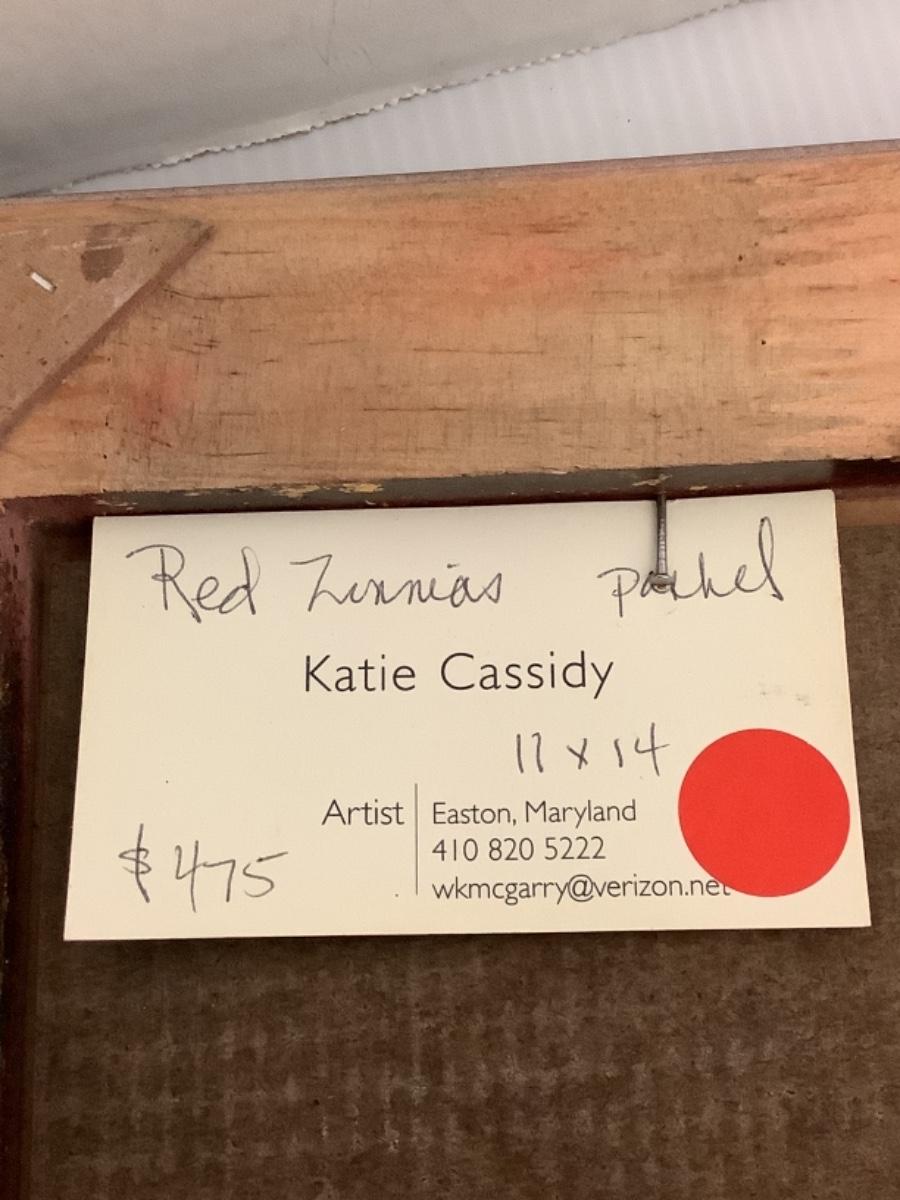 Red Zinnias pastel
Katie Cassidy
11 x 14
Artist
Easton, Maryland
410 820 5222
wkmcgarry@verizon.net
$475